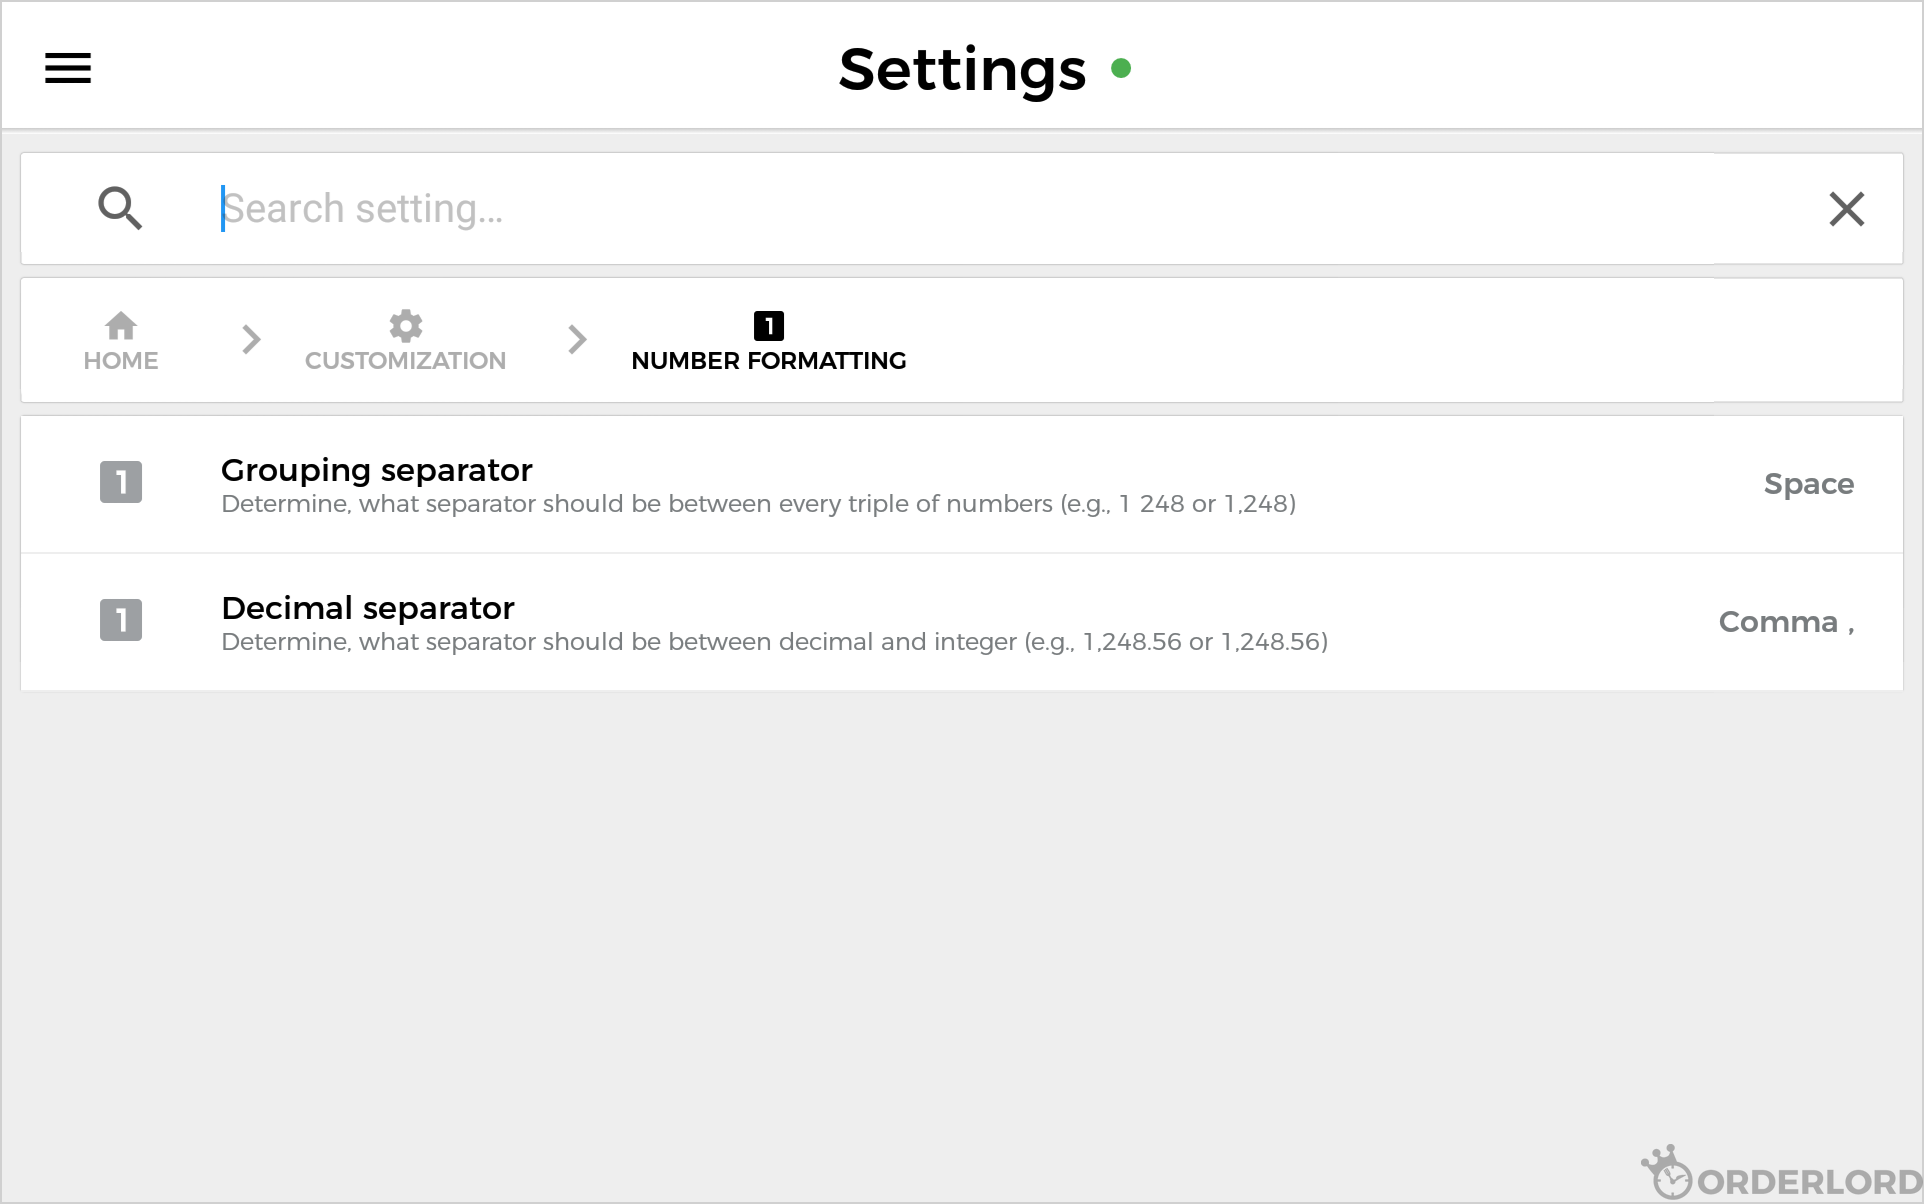 Settings
Search setting...
HOME
CUSTOMIZATION
1
NUMBER FORMATTING
1
Grouping separator
Determine, what separator should be between every triple of numbers (e.g., 1 248 or 1,248)
Space
1
Decimal separator
Determine, what separator should be between decimal and integer (e.g., 1,248.56 or 1,248.56)
Comma ,
ORDERLORD